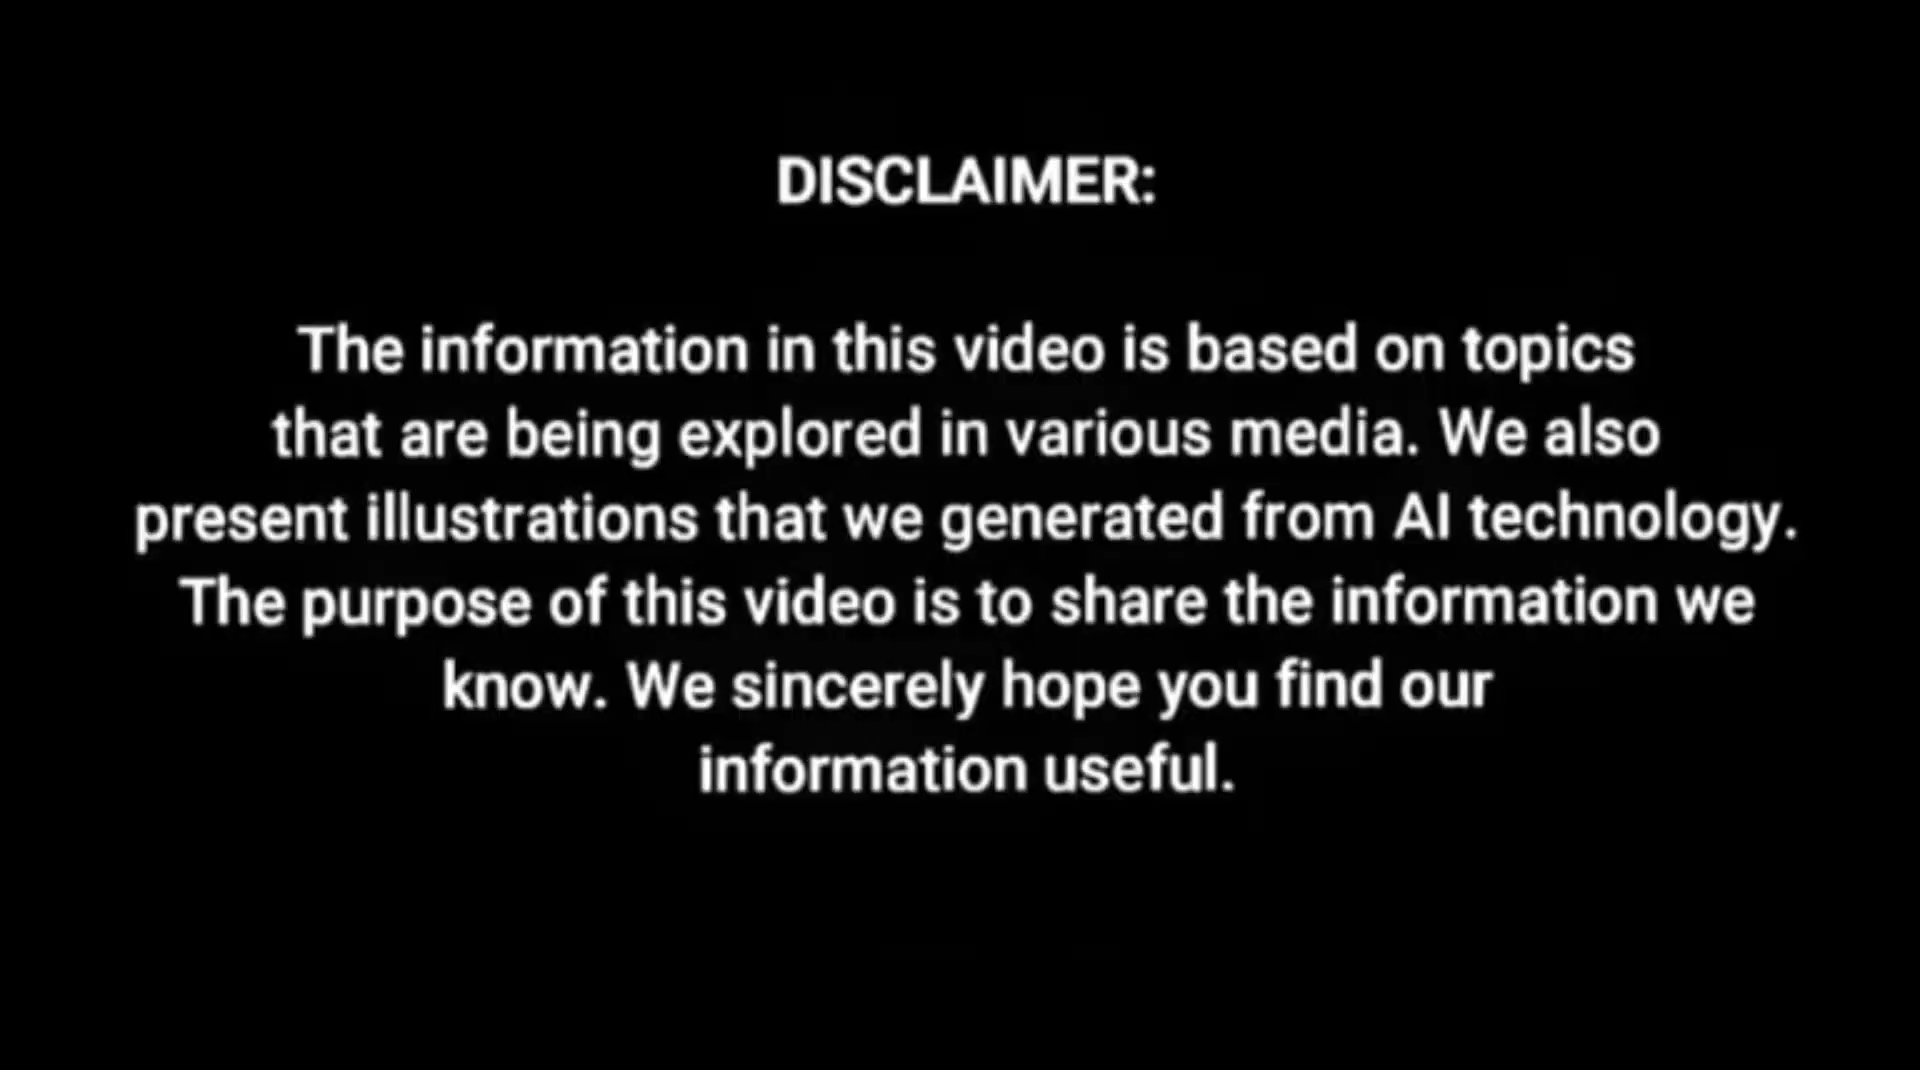 DISCLAIMER:
The information in this video is based on topics
that are being explored in various media. We also
present illustrations that we generated from AI technology.
The purpose of this video is to share the information we
know. We sincerely hope you find our
information useful.